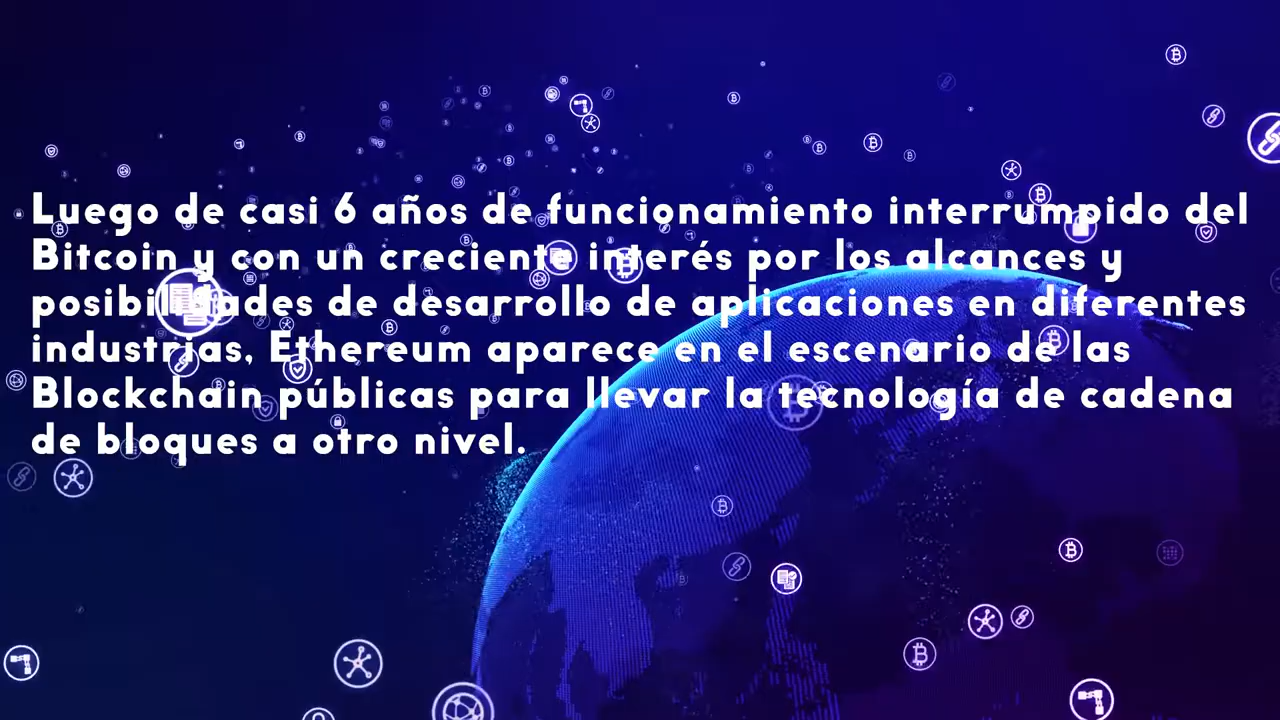 Luego de casi 6 años de funcionamiento interrumpido del
Bitcoin y con un creciente interés por los alcances y
posibilidades de desarrollo de aplicaciones en diferentes
industrias, Ethereum aparece en el escenario de las
Blockchain públicas para llevar la tecnología de cadena
de bloques a otro nivel.